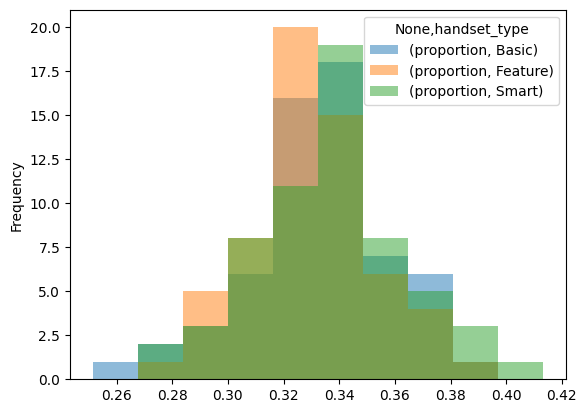 None,handset_type
(proportion, Basic)
(proportion, Feature)
(proportion, Smart)
Frequency
20.0
17.5
15.0
12.5
10.0
7.5
5.0
2.5
0.0
0.26 0.28 0.30 0.32 0.34 0.36 0.38 0.40 0.42